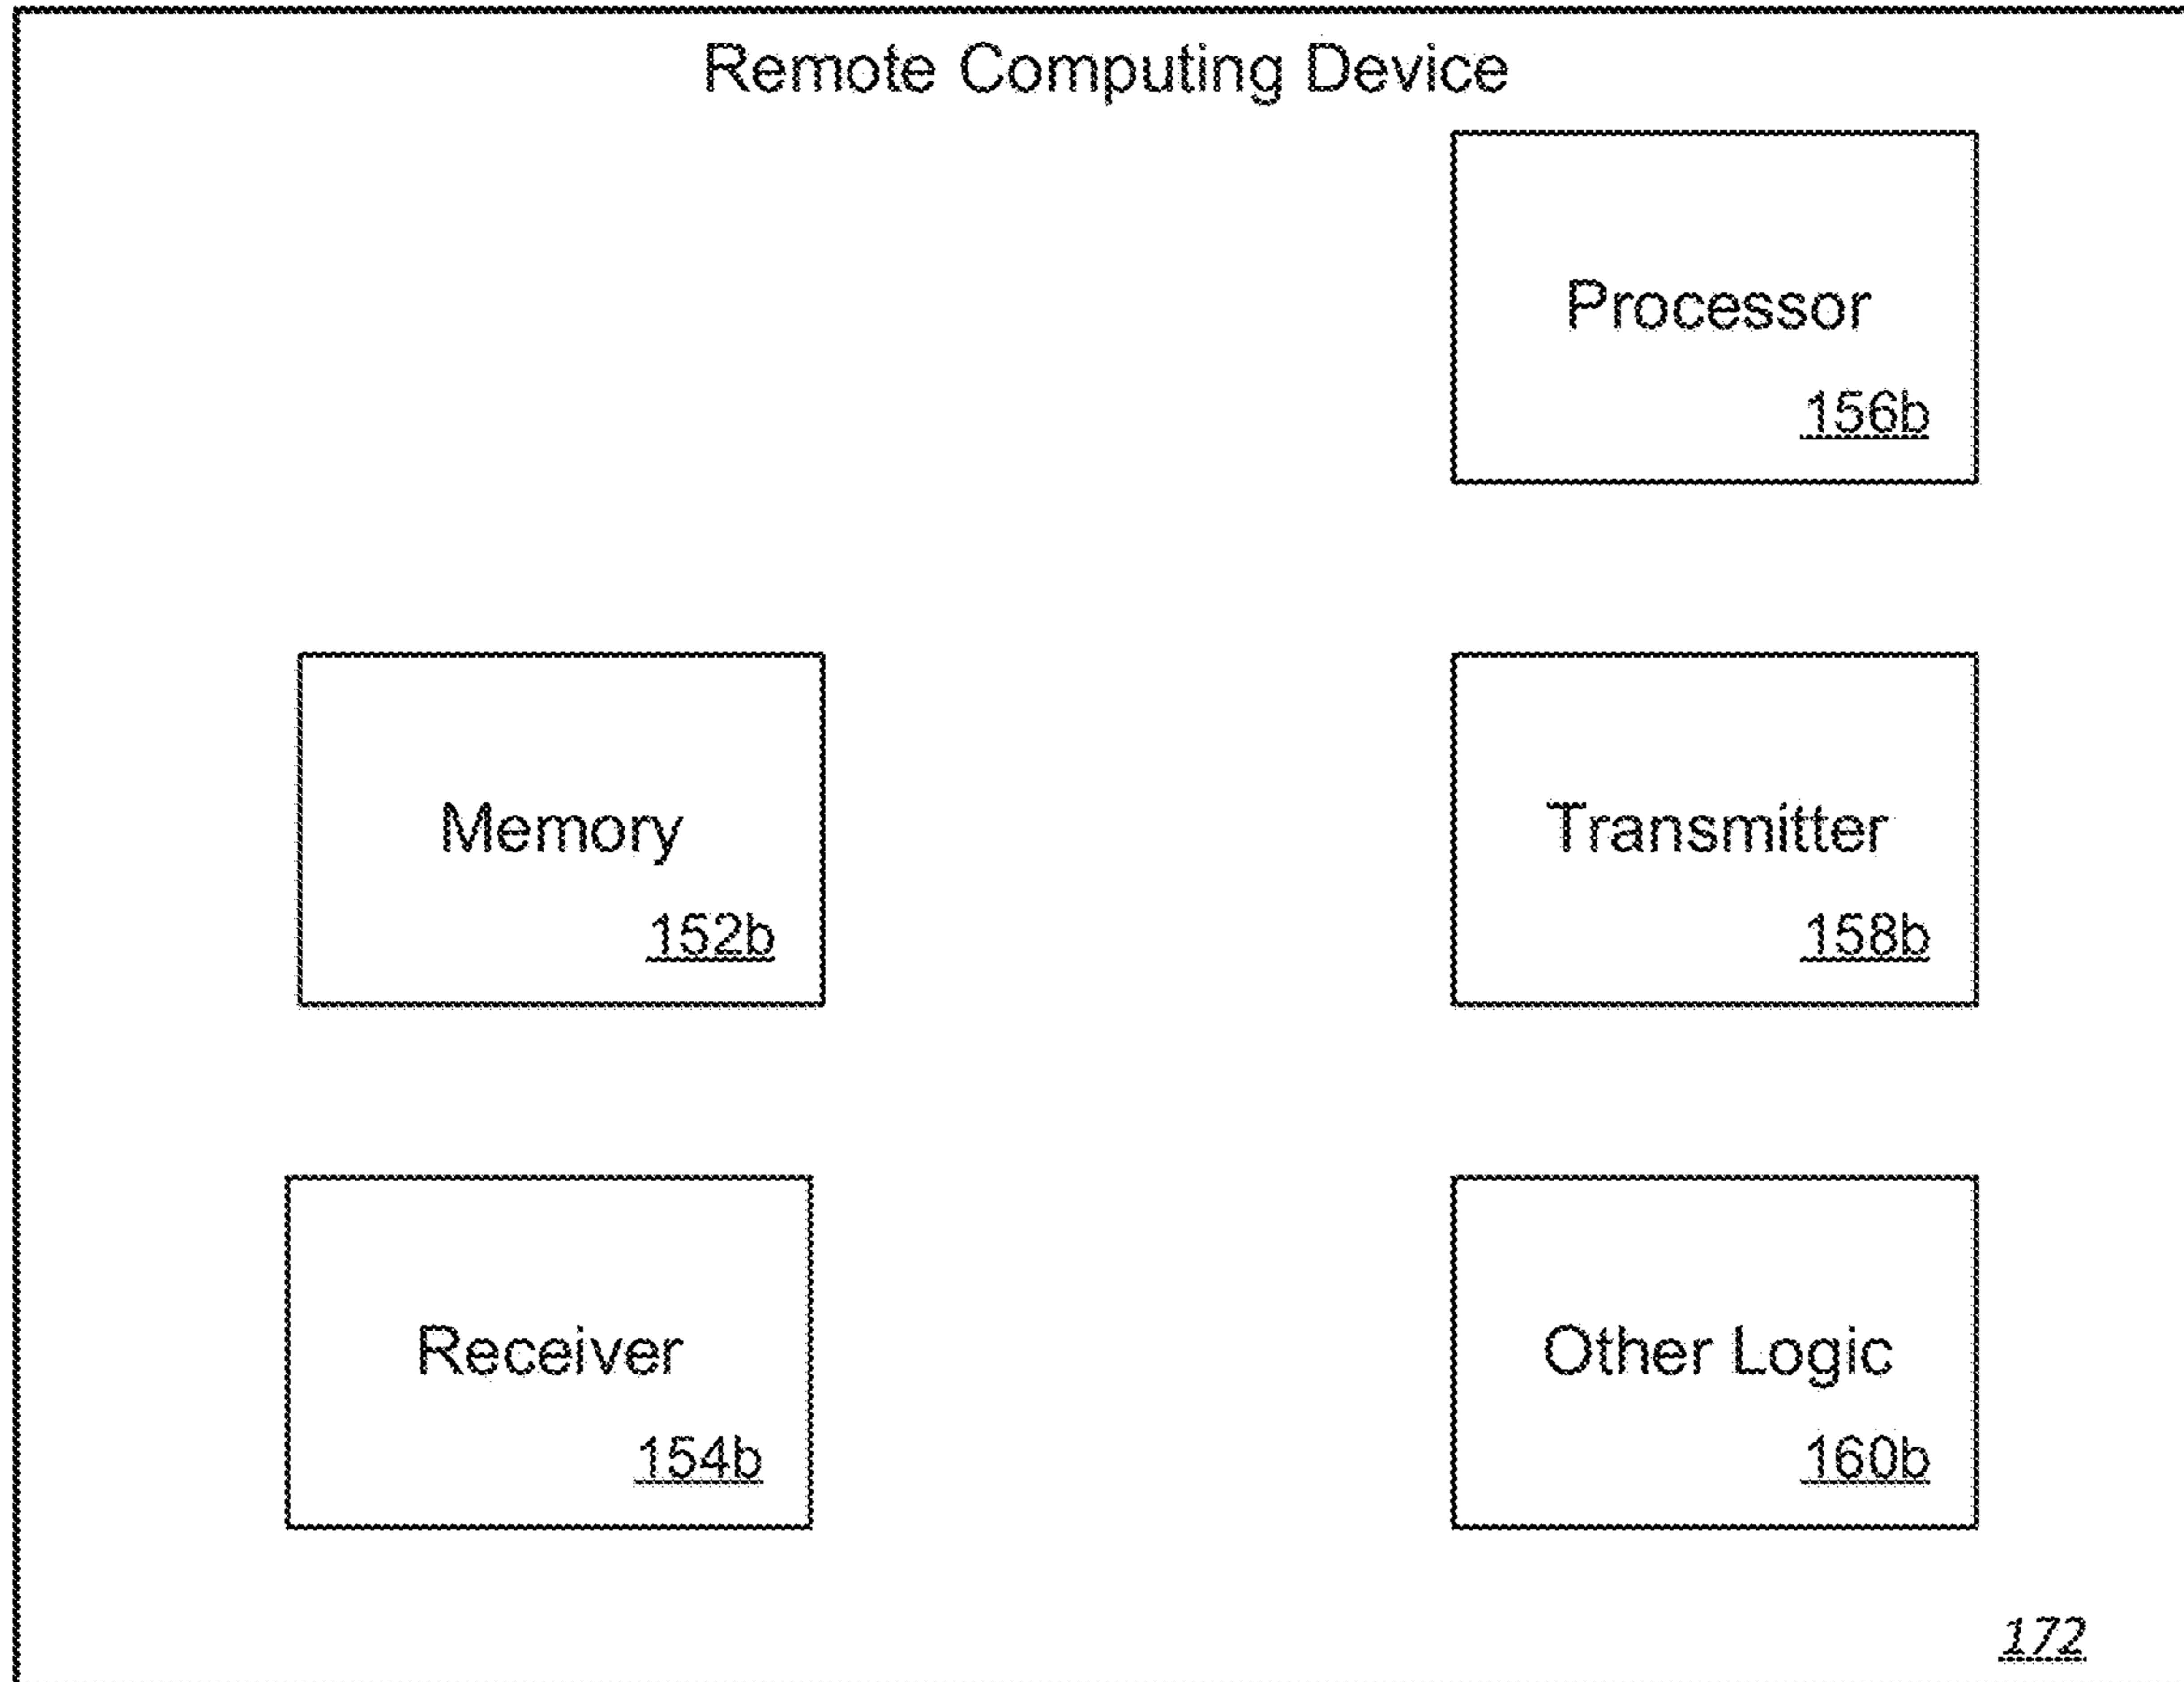 Remote Computing Device
Processor
156b
Memory
152b
Transmitter
158b
Receiver
154b
Other Logic
160b
172